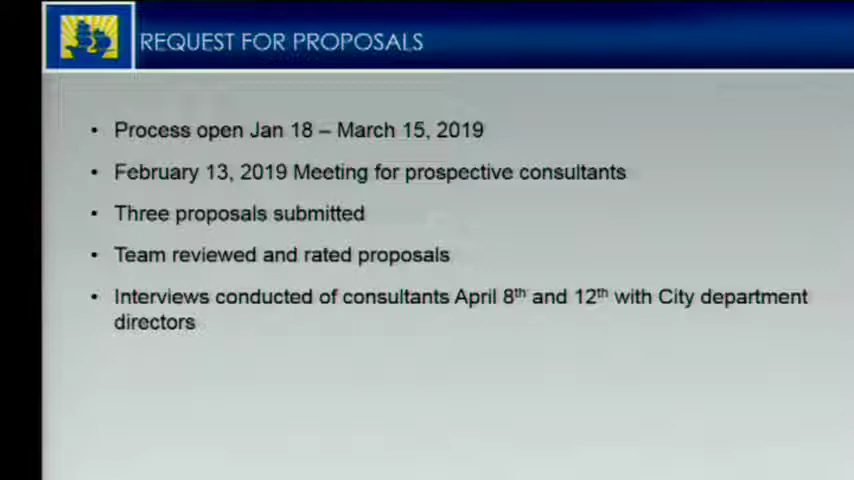 REQUEST FOR PROPOSALS
• Process open Jan 18 – March 15, 2019
• February 13, 2019 Meeting for prospective consultants
• Three proposals submitted
• Team reviewed and rated proposals
• Interviews conducted of consultants April 8th and 12th with City department
directors